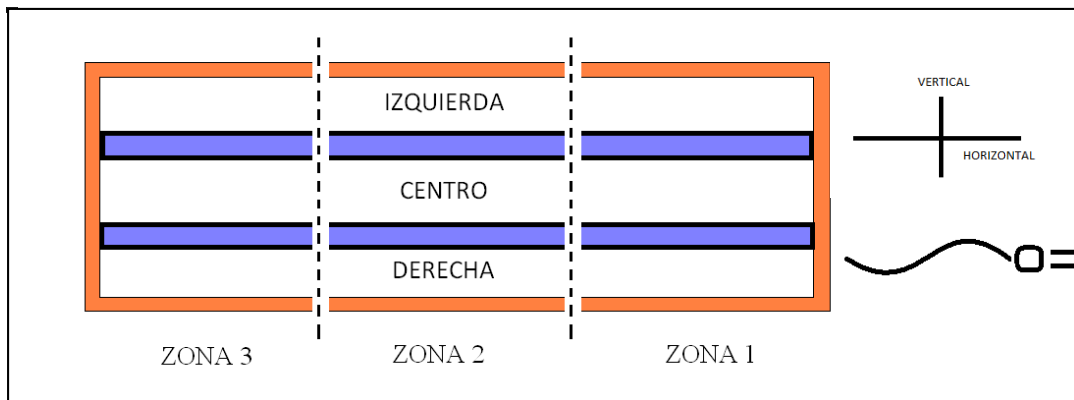 IZQUIERDA
CENTRO
DERECHA
VERTICAL
HORIZONTAL
ZONA 3
ZONA 2
ZONA 1